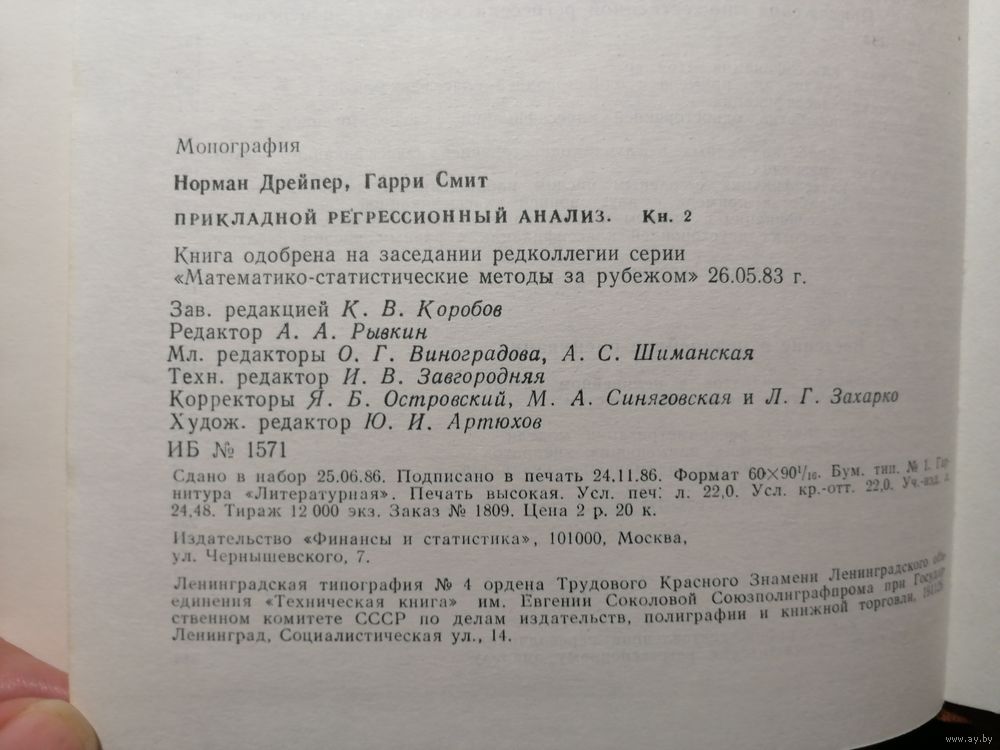 Монография
Норман Дрейпер, Гарри Смит
ПРИКЛАДНОЙ РЕГРЕССИОННЫЙ АНАЛИЗ. Кн. 2
Книга одобрена на заседании редколлегии серии
«Математико-статистические методы за рубежом» 26.05.83 г.
Зав. редакцией К. В. Коробов
Редактор А. А. Рывкин
Мл. редакторы О. Г. Виноградова, А. С. Шиманская
Техн. редактор И. В. Завгородняя
Корректоры Я. Б. Островский, М. А. Синяговская и Л. Г. Захарко
Худож. редактор Ю. И. Артюхов
ИБ № 1571
Сдано в набор 25.06.86. Подписано в печать 24.11.86. Формат 60×90¹/₁₆. Бум. тип. № 1. Гар-
нитура «Литературная». Печать высокая. Усл. печ. л. 22,0. Усл. кр.-отт. 22,0. Уч.-изд. л.
24,48. Тираж 12 000 экз. Заказ № 1809. Цена 2 р. 20 к.
Издательство «Финансы и статистика», 101000, Москва,
ул. Чернышевского, 7.
Ленинградская типография № 4 ордена Трудового Красного Знамени Ленинградского объ-
единения «Техническая книга» им. Евгении Соколовой Союзполиграфпрома при Государ-
ственном комитете СССР по делам издательств, полиграфии и книжной торговли,
Ленинград, Социалистическая ул., 14.
www.ay.by